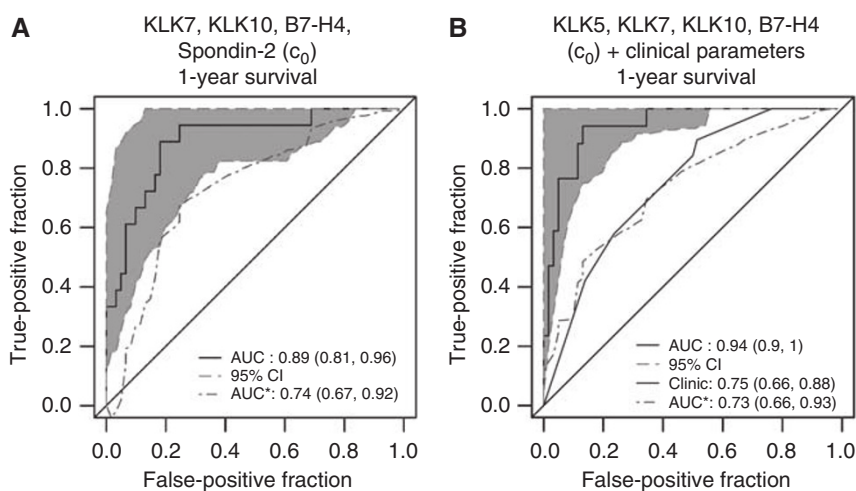 A
KLK7, KLK10, B7-H4,
Spondin-2 (c0)
1-year survival
True-positive fraction
1.0
0.8
0.6
0.4
0.2
0.0
AUC : 0.89 (0.81, 0.96)
95% CI
AUC*: 0.74 (0.67, 0.92)
0.0 0.2 0.4 0.6 0.8 1.0
False-positive fraction
B
KLK5, KLK7, KLK10, B7-H4
(c0) + clinical parameters
1-year survival
True-positive fraction
1.0
0.8
0.6
0.4
0.2
0.0
AUC : 0.94 (0.9, 1)
95% CI
Clinic: 0.75 (0.66, 0.88)
AUC*: 0.73 (0.66, 0.93)
0.0 0.2 0.4 0.6 0.8 1.0
False-positive fraction